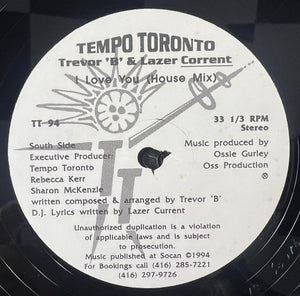 TEMPO TORONTO
Trevor 'B' & Lazer Corrent
I Love You (House Mix)
TT-94
33 1/3 RPM
Stereo
South Side
Executive Producer:
Tempo Toronto
Rebecca Kerr
Sharon McKenzie
Music produced by
Ossie Gurley
Oss Production
℗
written composed & arranged by Trevor 'B'
D.J. Lyrics written by Lazer Current
Unauthorized duplication is a violation
of applicable laws and subject
to prosecution.
Music published at Socan ©1994
For Bookings call (416) 285-7221
(416) 297-9726